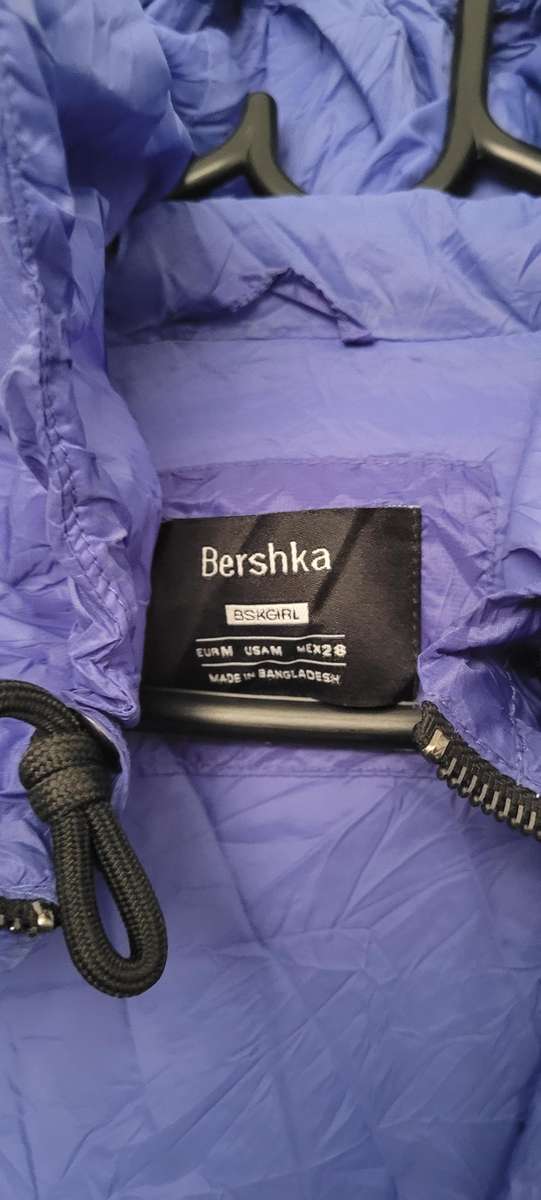 Bershka
BSKGIRL
EUR M USA M MEX 28
MADE IN BANGLADESH